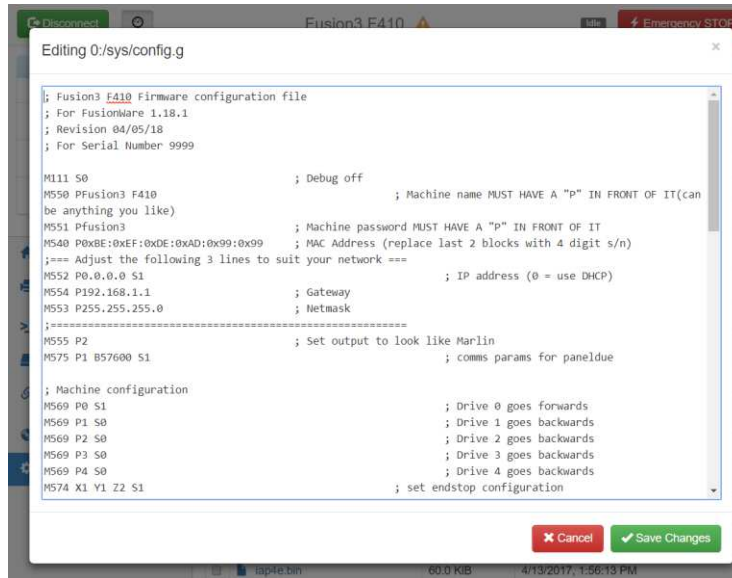 Disconnect
Fusion3 F410
Idle
Emergency STOP
Editing 0:/sys/config.g
×
; Fusion3 F410 Firmware configuration file
; For FusionWare 1.18.1
; Revision 04/05/18
; For Serial Number 9999
M111 S0 ; Debug off
M550 PFusion3 F410 ; Machine name MUST HAVE A "P" IN FRONT OF IT(can
be anything you like)
M551 Pfusion3 ; Machine password MUST HAVE A "P" IN FRONT OF IT
M540 P0xBE:0xEF:0xDE:0xAD:0x99:0x99 ; MAC Address (replace last 2 blocks with 4 digit s/n)
;=== Adjust the following 3 lines to suit your network ===
M552 P0.0.0.0 S1 ; IP address (0 = use DHCP)
M554 P192.168.1.1 ; Gateway
M553 P255.255.255.0 ; Netmask
;=========================================================
M555 P2 ; Set output to look like Marlin
M575 P1 B57600 S1 ; comms params for paneldue
; Machine configuration
M569 P0 S1 ; Drive 0 goes forwards
M569 P1 S0 ; Drive 1 goes backwards
M569 P2 S0 ; Drive 2 goes backwards
M569 P3 S0 ; Drive 3 goes backwards
M569 P4 S0 ; Drive 4 goes backwards
M574 X1 Y1 Z2 S1 ; set endstop configuration
Cancel
Save Changes
iap4e.bin 60.0 KiB 4/13/2017, 1:56:13 PM